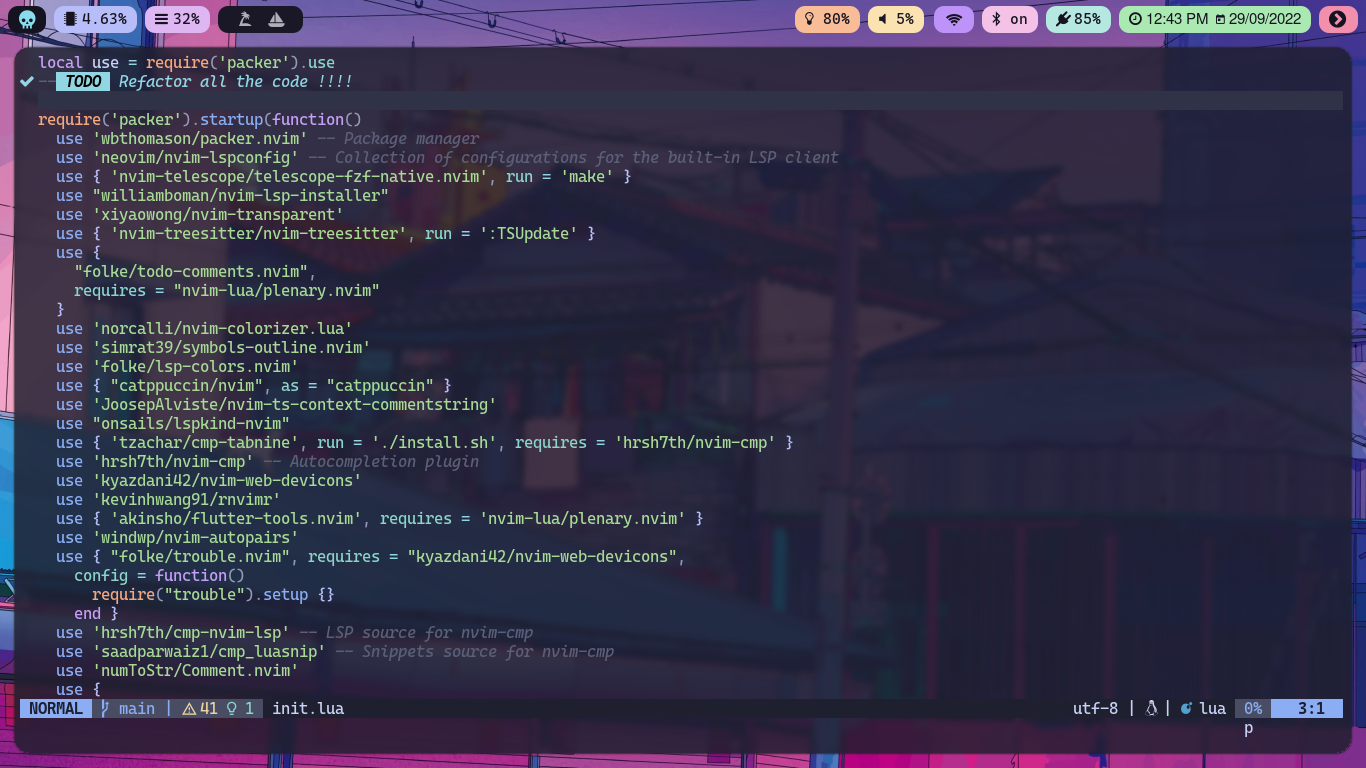 4.63% 32% 80% 5% on 85% 12:43 PM 29/09/2022
local use = require('packer').use
-- TODO Refactor all the code !!!!
require('packer').startup(function()
use 'wbthomason/packer.nvim' -- Package manager
use 'neovim/nvim-lspconfig' -- Collection of configurations for the built-in LSP client
use { 'nvim-telescope/telescope-fzf-native.nvim', run = 'make' }
use "williamboman/nvim-lsp-installer"
use 'xiyaowong/nvim-transparent'
use { 'nvim-treesitter/nvim-treesitter', run = ':TSUpdate' }
use {
"folke/todo-comments.nvim",
requires = "nvim-lua/plenary.nvim"
}
use 'norcalli/nvim-colorizer.lua'
use 'simrat39/symbols-outline.nvim'
use 'folke/lsp-colors.nvim'
use { "catppuccin/nvim", as = "catppuccin" }
use 'JoosepAlviste/nvim-ts-context-commentstring'
use "onsails/lspkind-nvim"
use { 'tzachar/cmp-tabnine', run = './install.sh', requires = 'hrsh7th/nvim-cmp' }
use 'hrsh7th/nvim-cmp' -- Autocompletion plugin
use 'kyazdani42/nvim-web-devicons'
use 'kevinhwang91/rnvimr'
use { 'akinsho/flutter-tools.nvim', requires = 'nvim-lua/plenary.nvim' }
use 'windwp/nvim-autopairs'
use { "folke/trouble.nvim", requires = "kyazdani42/nvim-web-devicons",
config = function()
require("trouble").setup {}
end }
use 'hrsh7th/cmp-nvim-lsp' -- LSP source for nvim-cmp
use 'saadparwaiz1/cmp_luasnip' -- Snippets source for nvim-cmp
use 'numToStr/Comment.nvim'
use {
NORMAL main | 41 1 init.lua utf-8 | | lua 0% 3:1
p